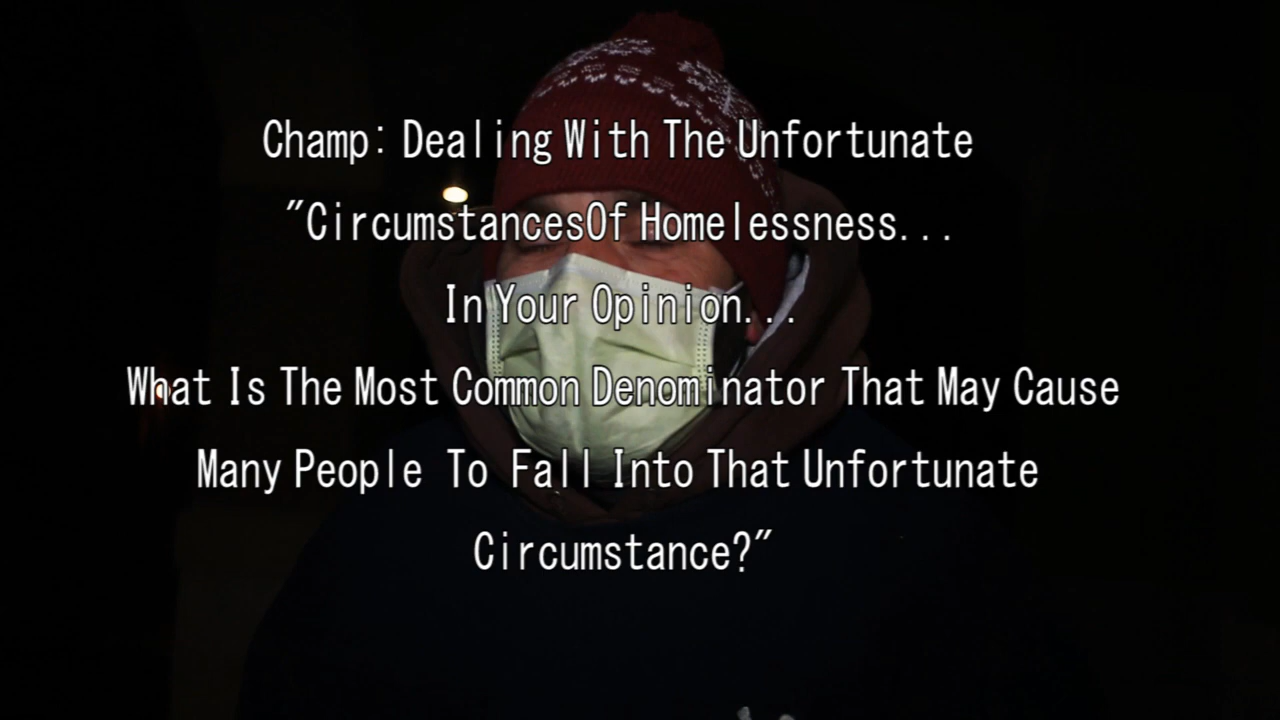 Champ: Dealing With The Unfortunate
"CircumstancesOf Homelessness...
In Your Opinion...
What Is The Most Common Denominator That May Cause
Many People To Fall Into That Unfortunate
Circumstance?"